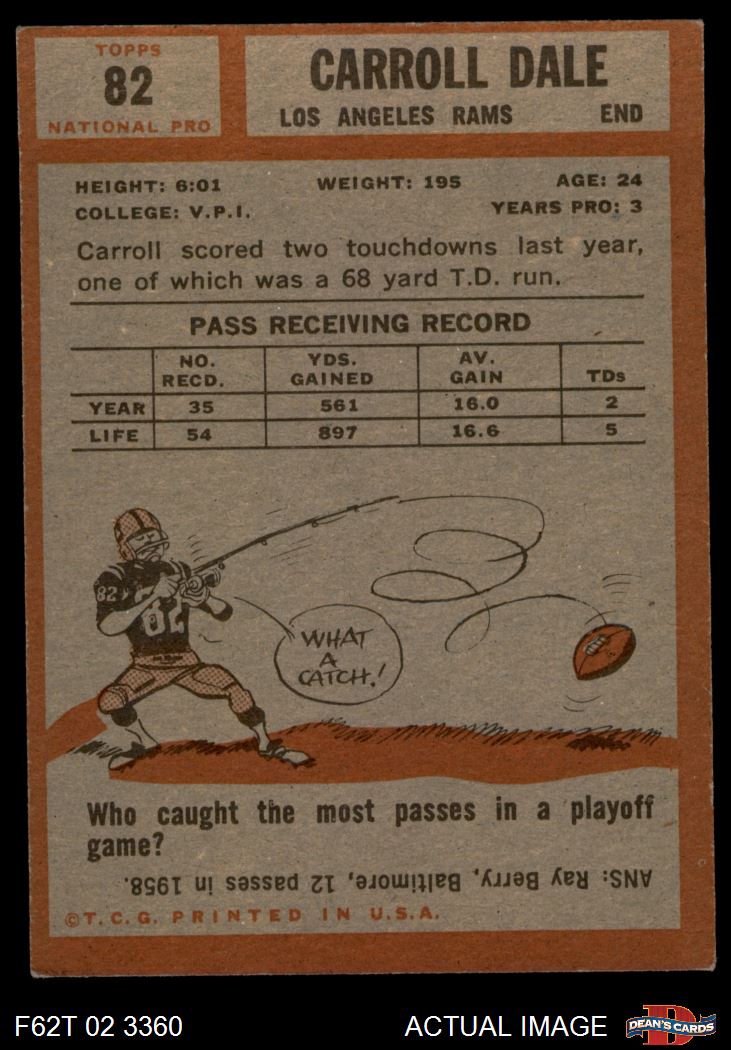 TOPPS
82
NATIONAL PRO
CARROLL DALE
LOS ANGELES RAMS END
HEIGHT: 6:01 WEIGHT: 195 AGE: 24
COLLEGE: V.P.I. YEARS PRO: 3
Carroll scored two touchdowns last year,
one of which was a 68 yard T.D. run.
PASS RECEIVING RECORD
NO. RECD. YDS. GAINED AV. GAIN TDs
YEAR 35 561 16.0 2
LIFE 54 897 16.6 5
82
82
WHAT
A
CATCH!
Who caught the most passes in a playoff
game?
ANS: Ray Berry, Baltimore, 12 passes in 1958.
©T.C.G. PRINTED IN U.S.A.
F62T 02 3360 ACTUAL IMAGE
D
DEAN'S CARDS